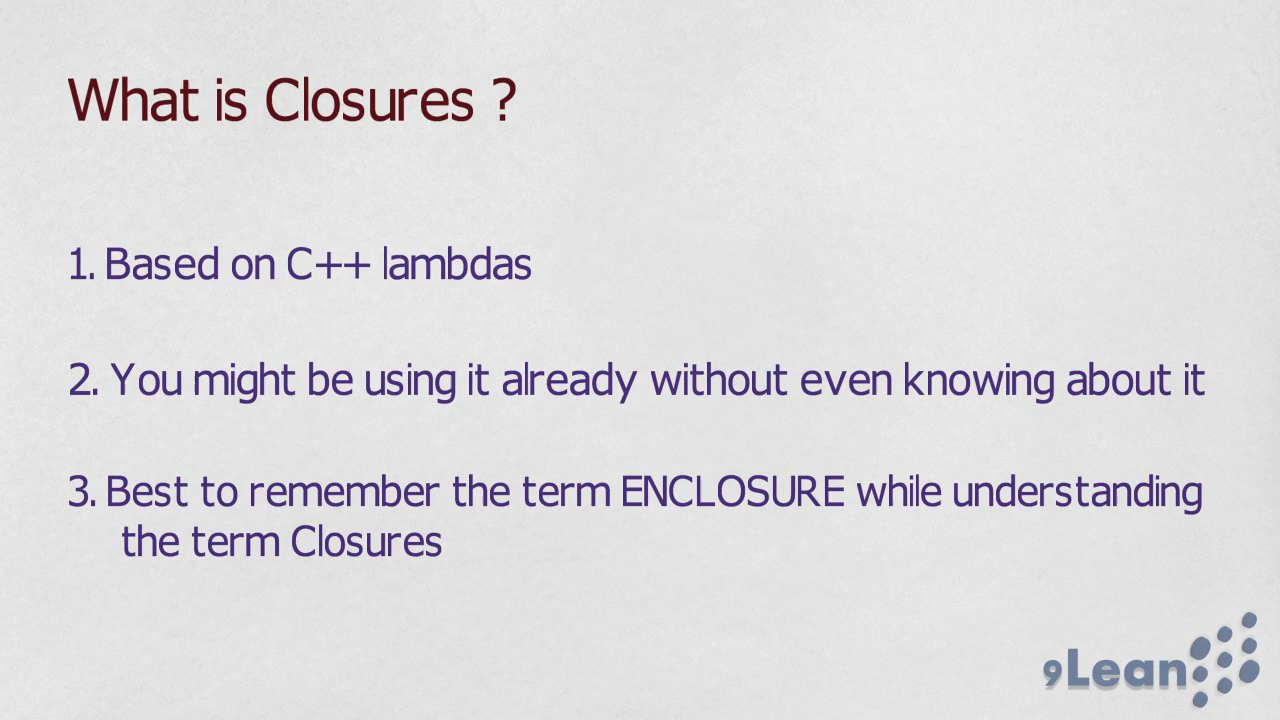 What is Closures ?
1. Based on C++ lambdas
2. You might be using it already without even knowing about it
3. Best to remember the term ENCLOSURE while understanding
the term Closures
9Lean